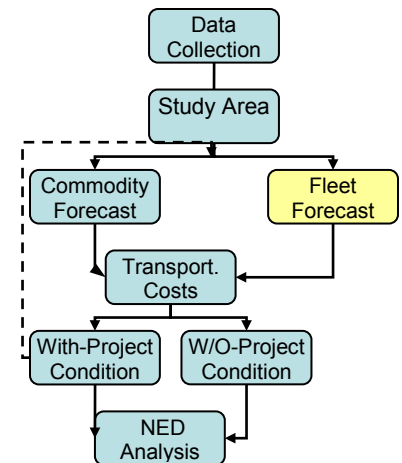 Data
Collection
Study Area
Commodity
Forecast
Fleet
Forecast
Transport.
Costs
With-Project
Condition
W/O-Project
Condition
NED
Analysis